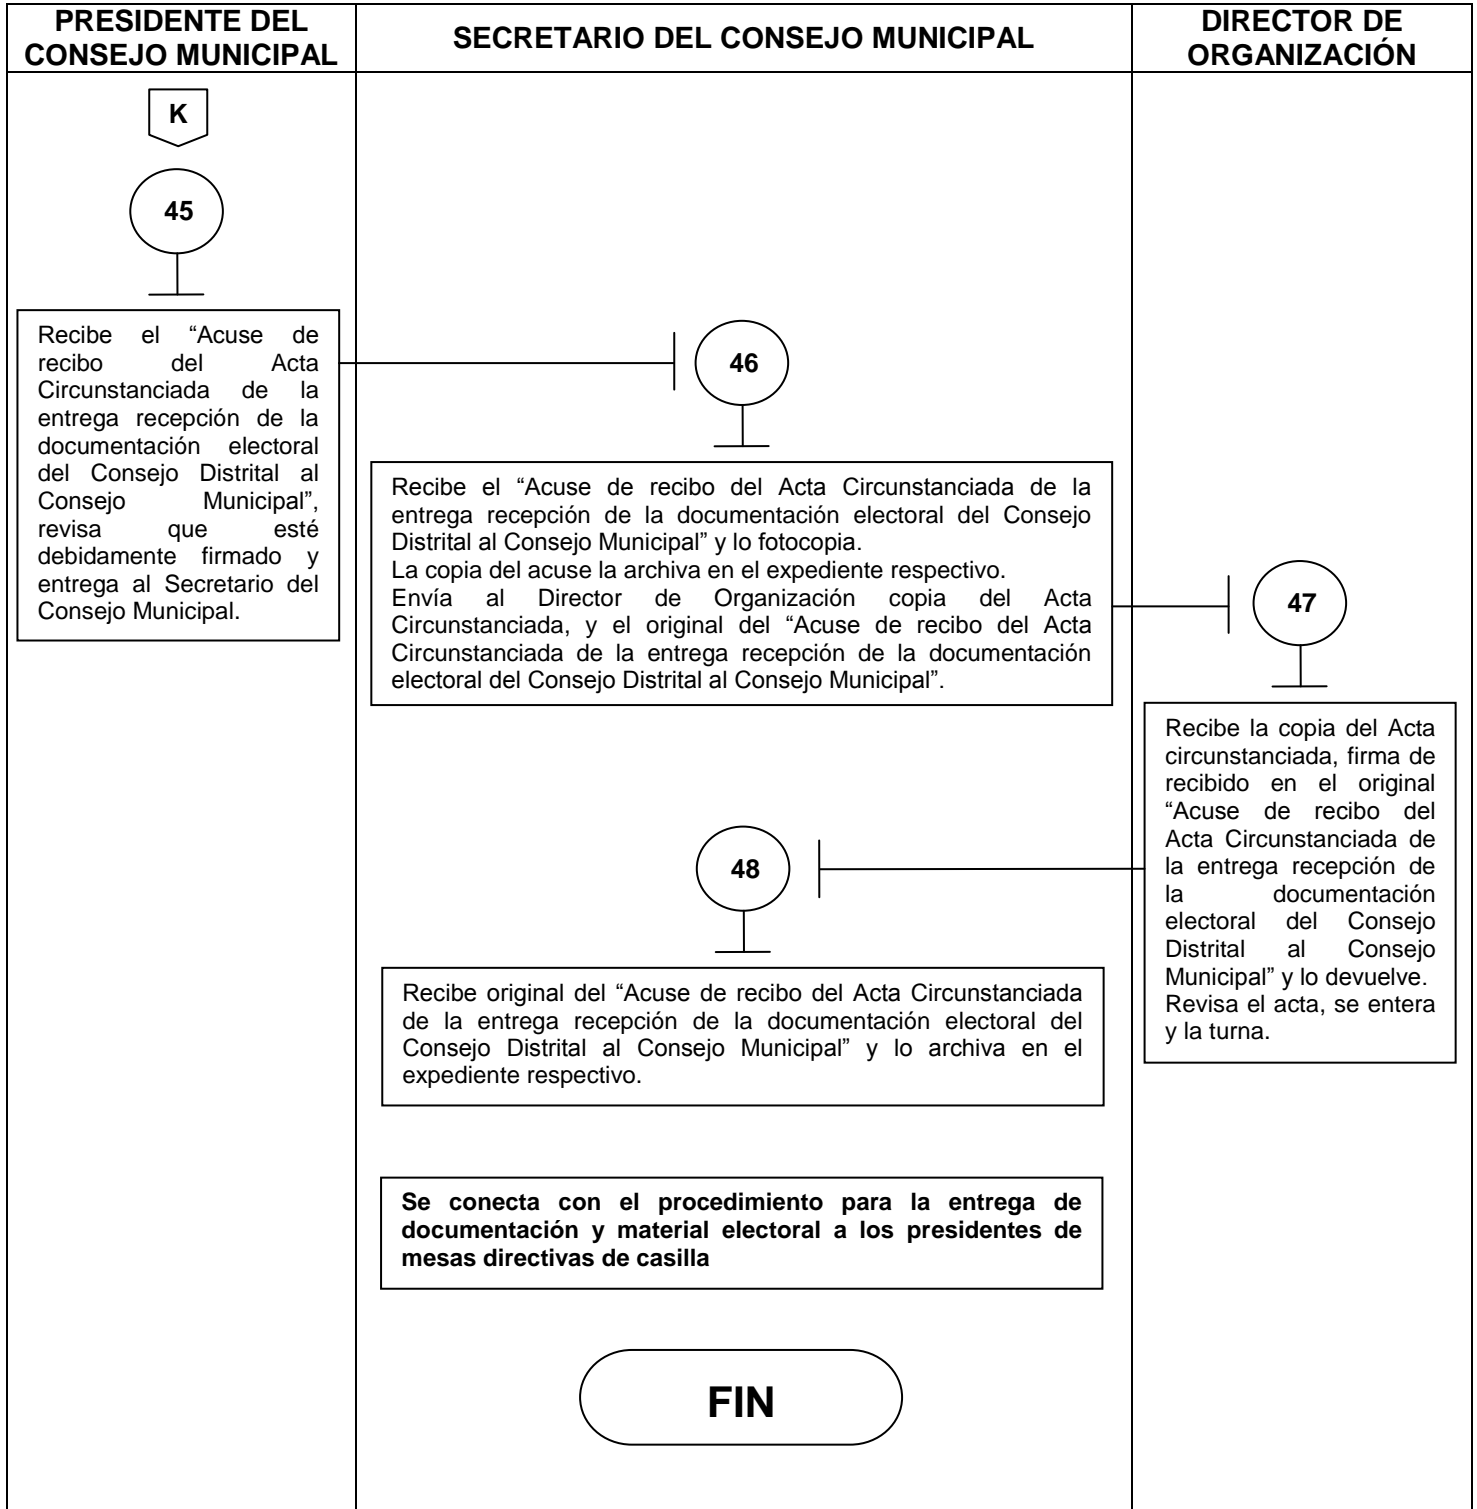 PRESIDENTE DEL
CONSEJO MUNICIPAL
SECRETARIO DEL CONSEJO MUNICIPAL
DIRECTOR DE
ORGANIZACIÓN
K
45
Recibe el “Acuse de
recibo del Acta
Circunstanciada de la
entrega recepción de la
documentación electoral
del Consejo Distrital al
Consejo Municipal”,
revisa que esté
debidamente firmado y
entrega al Secretario del
Consejo Municipal.
46
Recibe el “Acuse de recibo del Acta Circunstanciada de la
entrega recepción de la documentación electoral del Consejo
Distrital al Consejo Municipal” y lo fotocopia.
La copia del acuse la archiva en el expediente respectivo.
Envía al Director de Organización copia del Acta
Circunstanciada, y el original del “Acuse de recibo del Acta
Circunstanciada de la entrega recepción de la documentación
electoral del Consejo Distrital al Consejo Municipal”.
47
Recibe la copia del Acta
circunstanciada, firma de
recibido en el original
“Acuse de recibo del
Acta Circunstanciada de
la entrega recepción de
la documentación
electoral del Consejo
Distrital al Consejo
Municipal” y lo devuelve.
Revisa el acta, se entera
y la turna.
48
Recibe original del “Acuse de recibo del Acta Circunstanciada
de la entrega recepción de la documentación electoral del
Consejo Distrital al Consejo Municipal” y lo archiva en el
expediente respectivo.
Se conecta con el procedimiento para la entrega de
documentación y material electoral a los presidentes de
mesas directivas de casilla
FIN